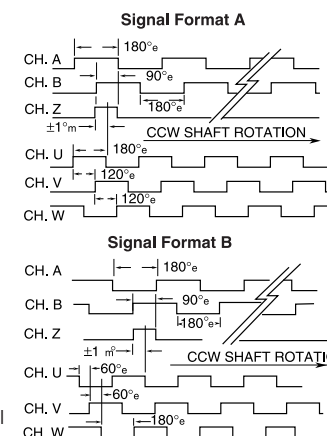 Signal Format A
180°e
CH. A
90°e
CH. B
180°e
CH. Z
±1°m
CCW SHAFT ROTATION
CH. U
180°e
120°e
CH. V
120°e
CH. W
Signal Format B
CH. A
180°e
CH. B
90°e
180°e
CH. Z
±1 m°
CCW SHAFT ROTATI
CH. U
60°e
60°e
CH. V
180°e
CH. W